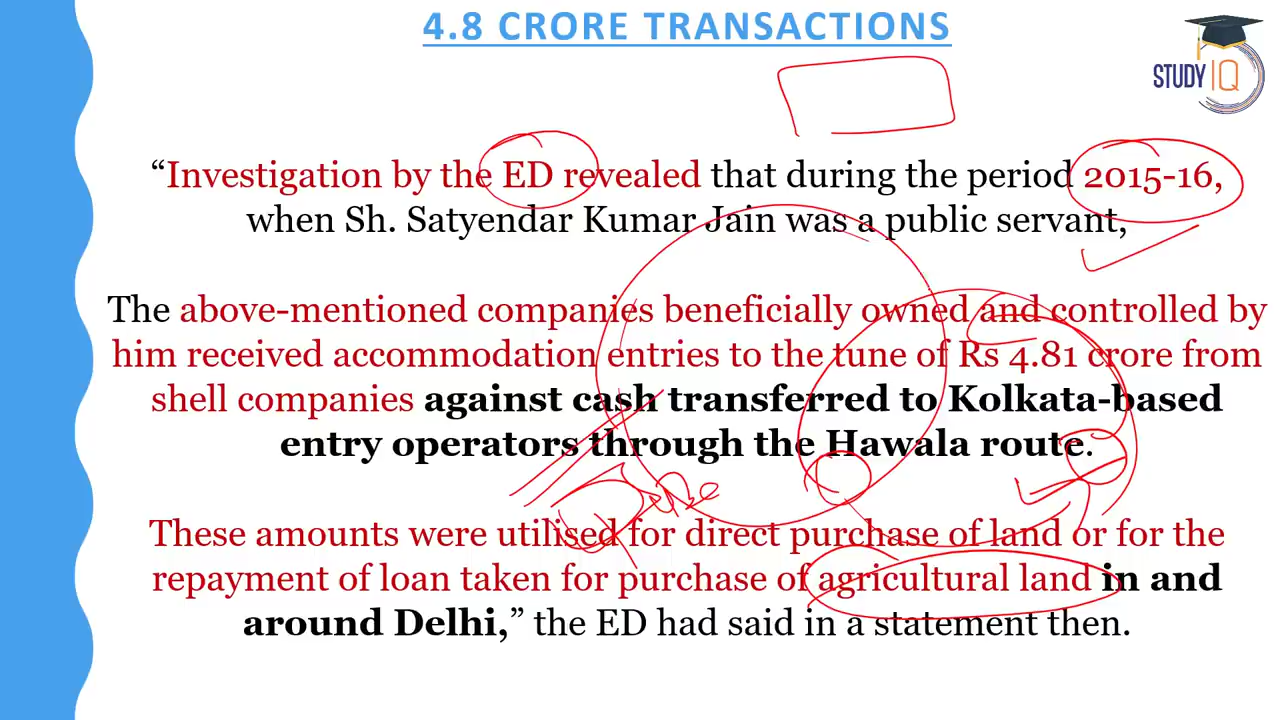 4.8 CRORE TRANSACTIONS
STUDY IQ
“Investigation by the ED revealed that during the period 2015-16,
when Sh. Satyendar Kumar Jain was a public servant,
The above-mentioned companies beneficially owned and controlled by
him received accommodation entries to the tune of Rs 4.81 crore from
shell companies against cash transferred to Kolkata-based
entry operators through the Hawala route.
These amounts were utilised for direct purchase of land or for the
repayment of loan taken for purchase of agricultural land in and
around Delhi,” the ED had said in a statement then.